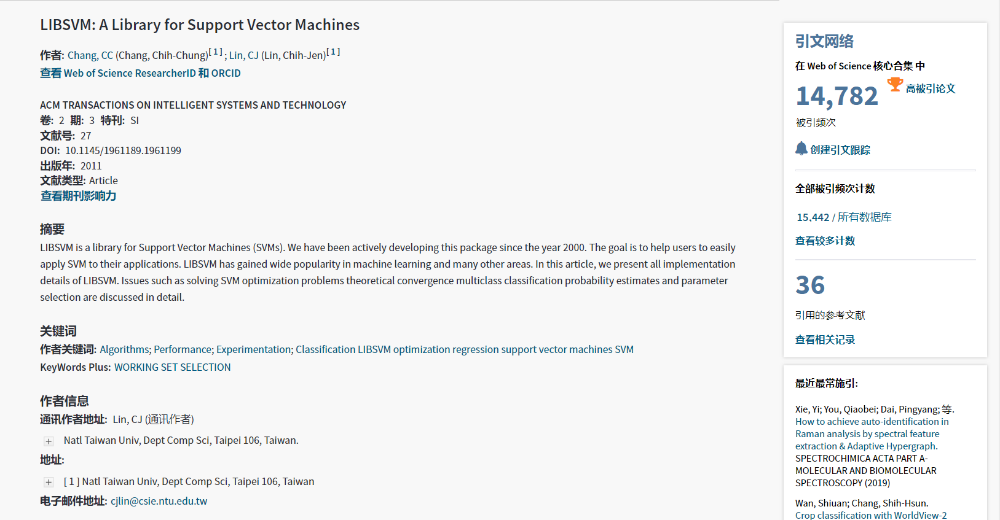 LIBSVM: A Library for Support Vector Machines
作者: Chang, CC (Chang, Chih-Chung)[ 1 ] ; Lin, CJ (Lin, Chih-Jen)[ 1 ]
查看 Web of Science ResearcherID 和 ORCID
ACM TRANSACTIONS ON INTELLIGENT SYSTEMS AND TECHNOLOGY
卷: 2 期: 3 特刊: SI
文献号: 27
DOI: 10.1145/1961189.1961199
出版年: 2011
文献类型: Article
查看期刊影响力
摘要
LIBSVM is a library for Support Vector Machines (SVMs). We have been actively developing this package since the year 2000. The goal is to help users to easily
apply SVM to their applications. LIBSVM has gained wide popularity in machine learning and many other areas. In this article, we present all implementation
details of LIBSVM. Issues such as solving SVM optimization problems theoretical convergence multiclass classification probability estimates and parameter
selection are discussed in detail.
关键词
作者关键词: Algorithms; Performance; Experimentation; Classification LIBSVM optimization regression support vector machines SVM
KeyWords Plus: WORKING SET SELECTION
作者信息
通讯作者地址: Lin, CJ (通讯作者)
Natl Taiwan Univ, Dept Comp Sci, Taipei 106, Taiwan.
地址:
[ 1 ] Natl Taiwan Univ, Dept Comp Sci, Taipei 106, Taiwan
电子邮件地址: cjlin@csie.ntu.edu.tw
引文网络
在 Web of Science 核心合集 中
14,782
高被引论文
被引频次
创建引文跟踪
全部被引频次计数
15,442 / 所有数据库
查看较多计数
36
引用的参考文献
查看相关记录
最近最常施引:
Xie, Yi; You, Qiaobei; Dai, Pingyang; 等.
How to achieve auto-identification in
Raman analysis by spectral feature
extraction & Adaptive Hypergraph.
SPECTROCHIMICA ACTA PART A-
MOLECULAR AND BIOMOLECULAR
SPECTROSCOPY (2019)
Wan, Shiuan; Chang, Shih-Hsun.
Crop classification with WorldView-2